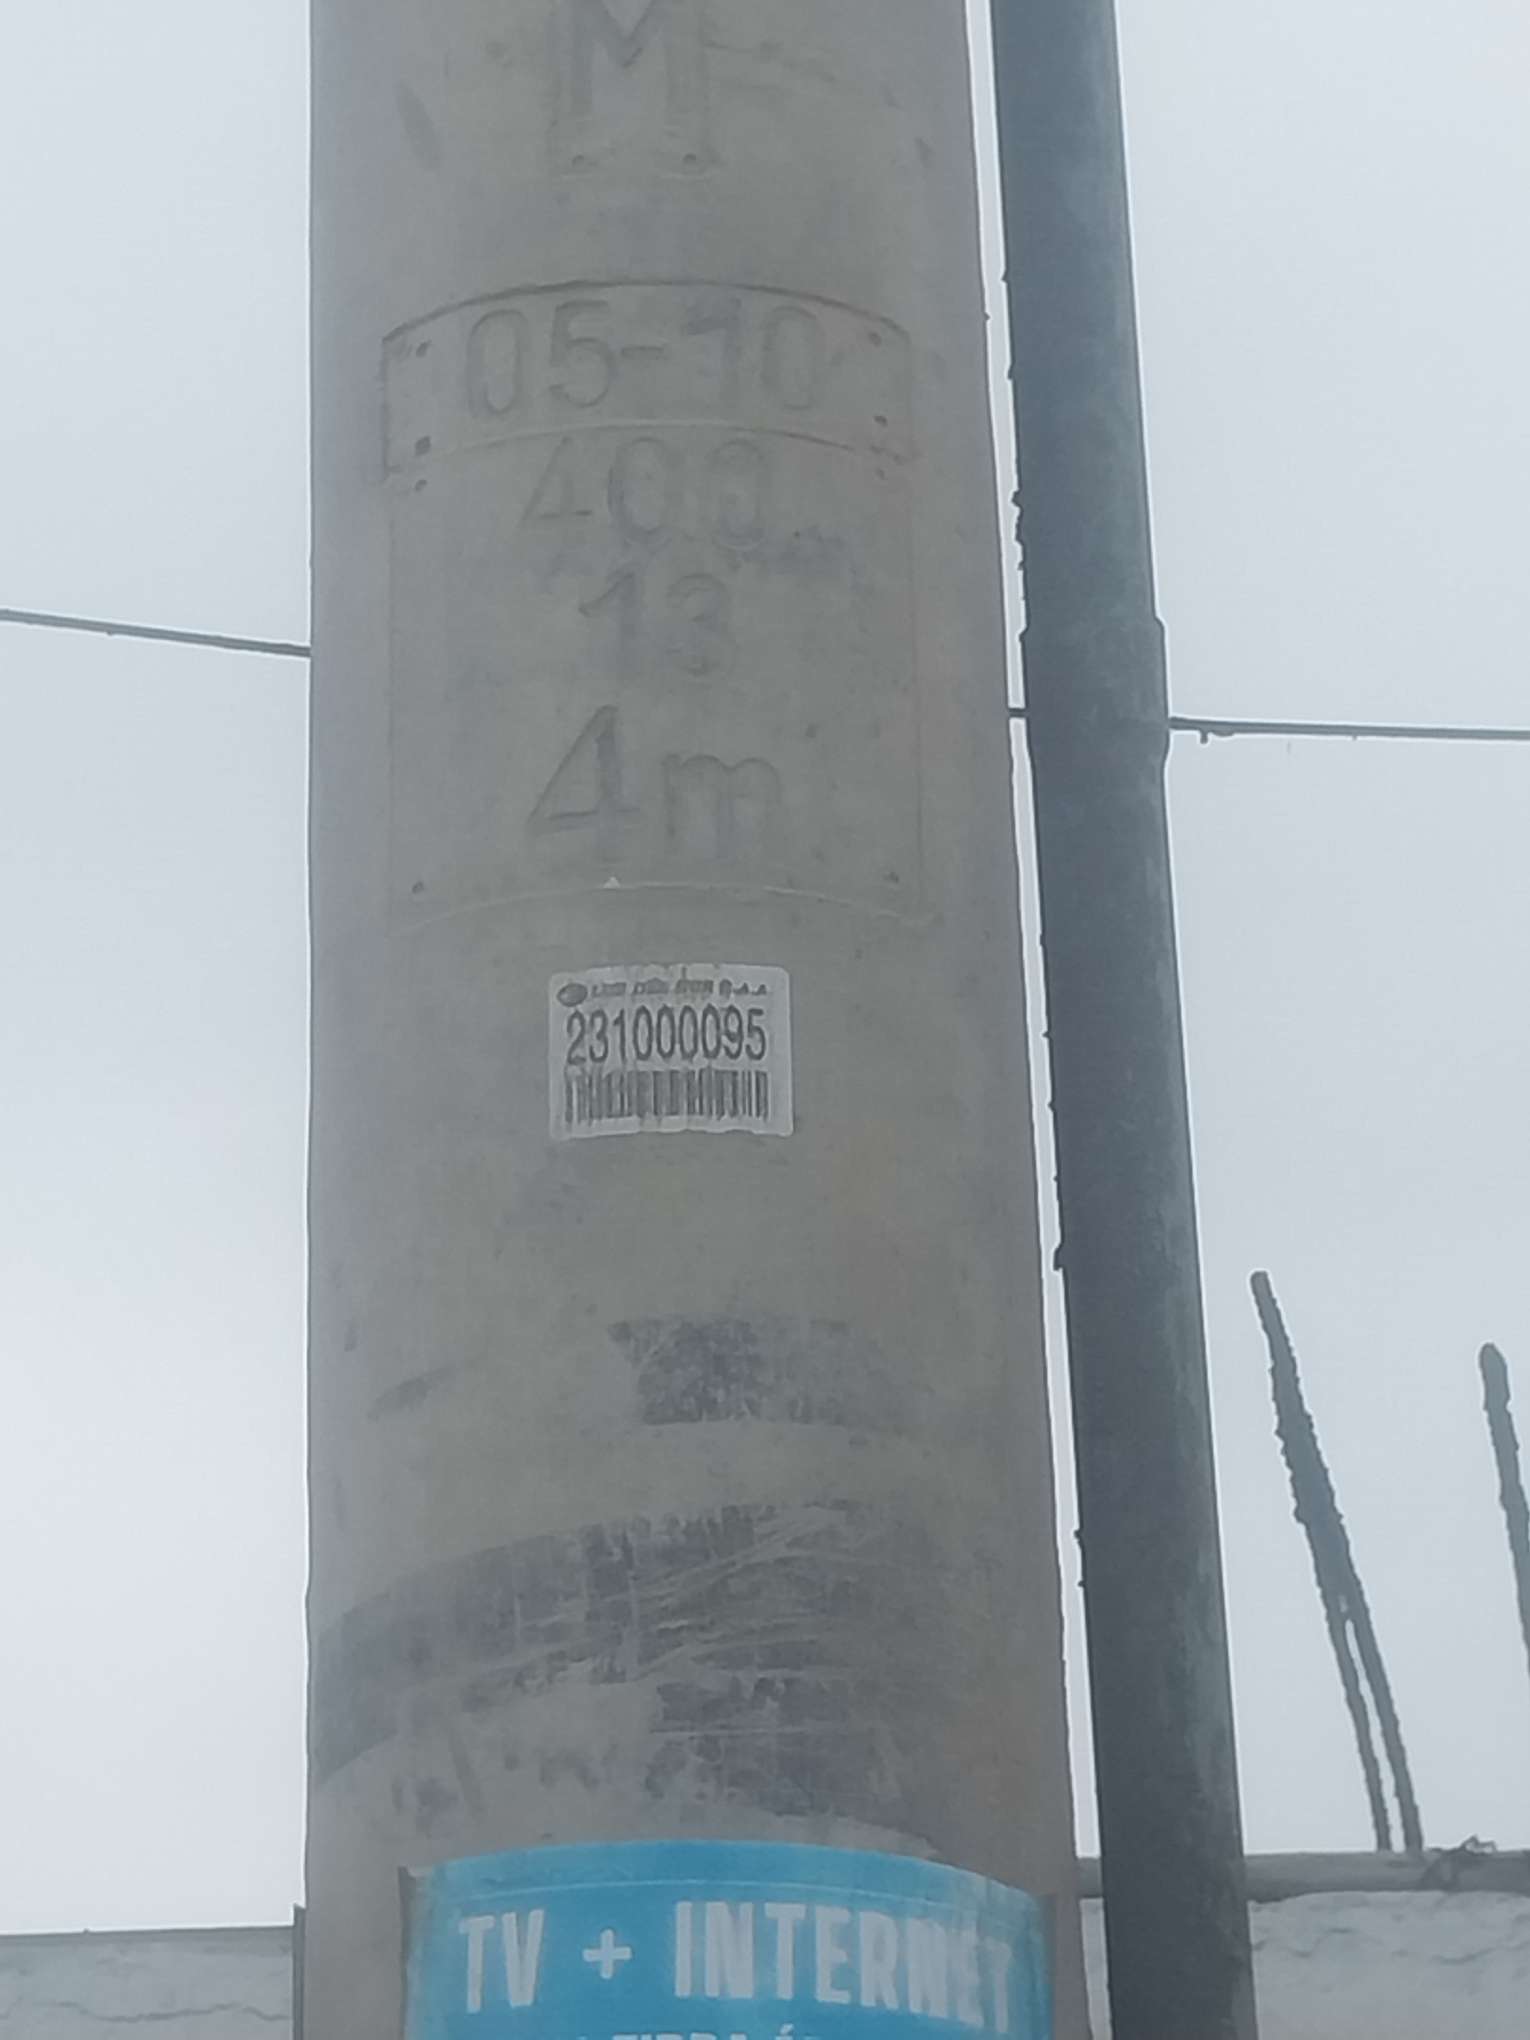 M
05-10
400
13
4m
231000095
TV + INTERNET